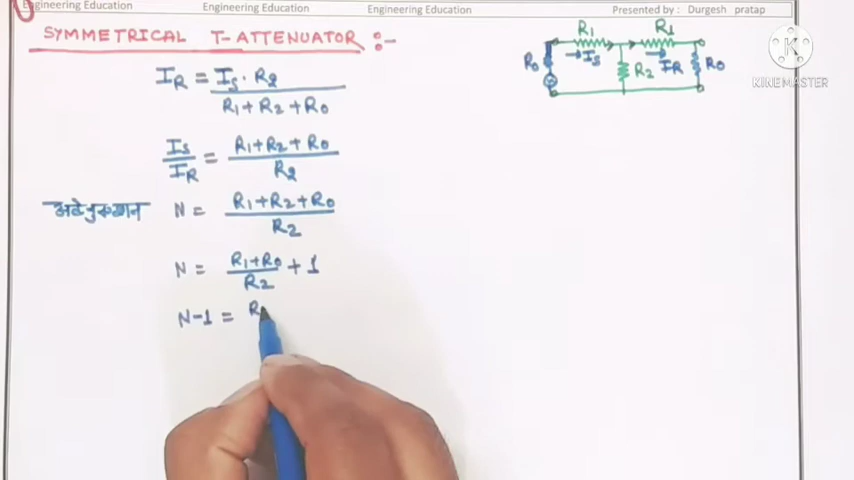 Engineering Education Engineering Education Engineering Education Presented by : Durgesh pratap
SYMMETRICAL T-ATTENUATOR :-
R1 R1
R0 Is R2 IR R0
K
KINEMASTER
IR = Is · R2 / R1 + R2 + R0
Is / IR = R1 + R2 + R0 / R2
N = R1 + R2 + R0 / R2
N = R1 + R0 / R2 + 1
N-1 = R